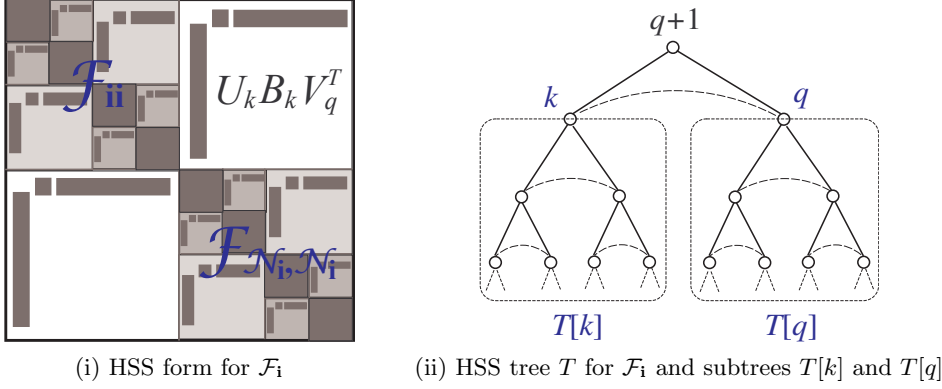 𝓕ᵢᵢ
U_k B_k V_q^T
𝓕_{𝓝ᵢ,𝓝ᵢ}
(i) HSS form for 𝓕ᵢ
q+1
k
q
T[k]
T[q]
(ii) HSS tree T for 𝓕ᵢ and subtrees T[k] and T[q]